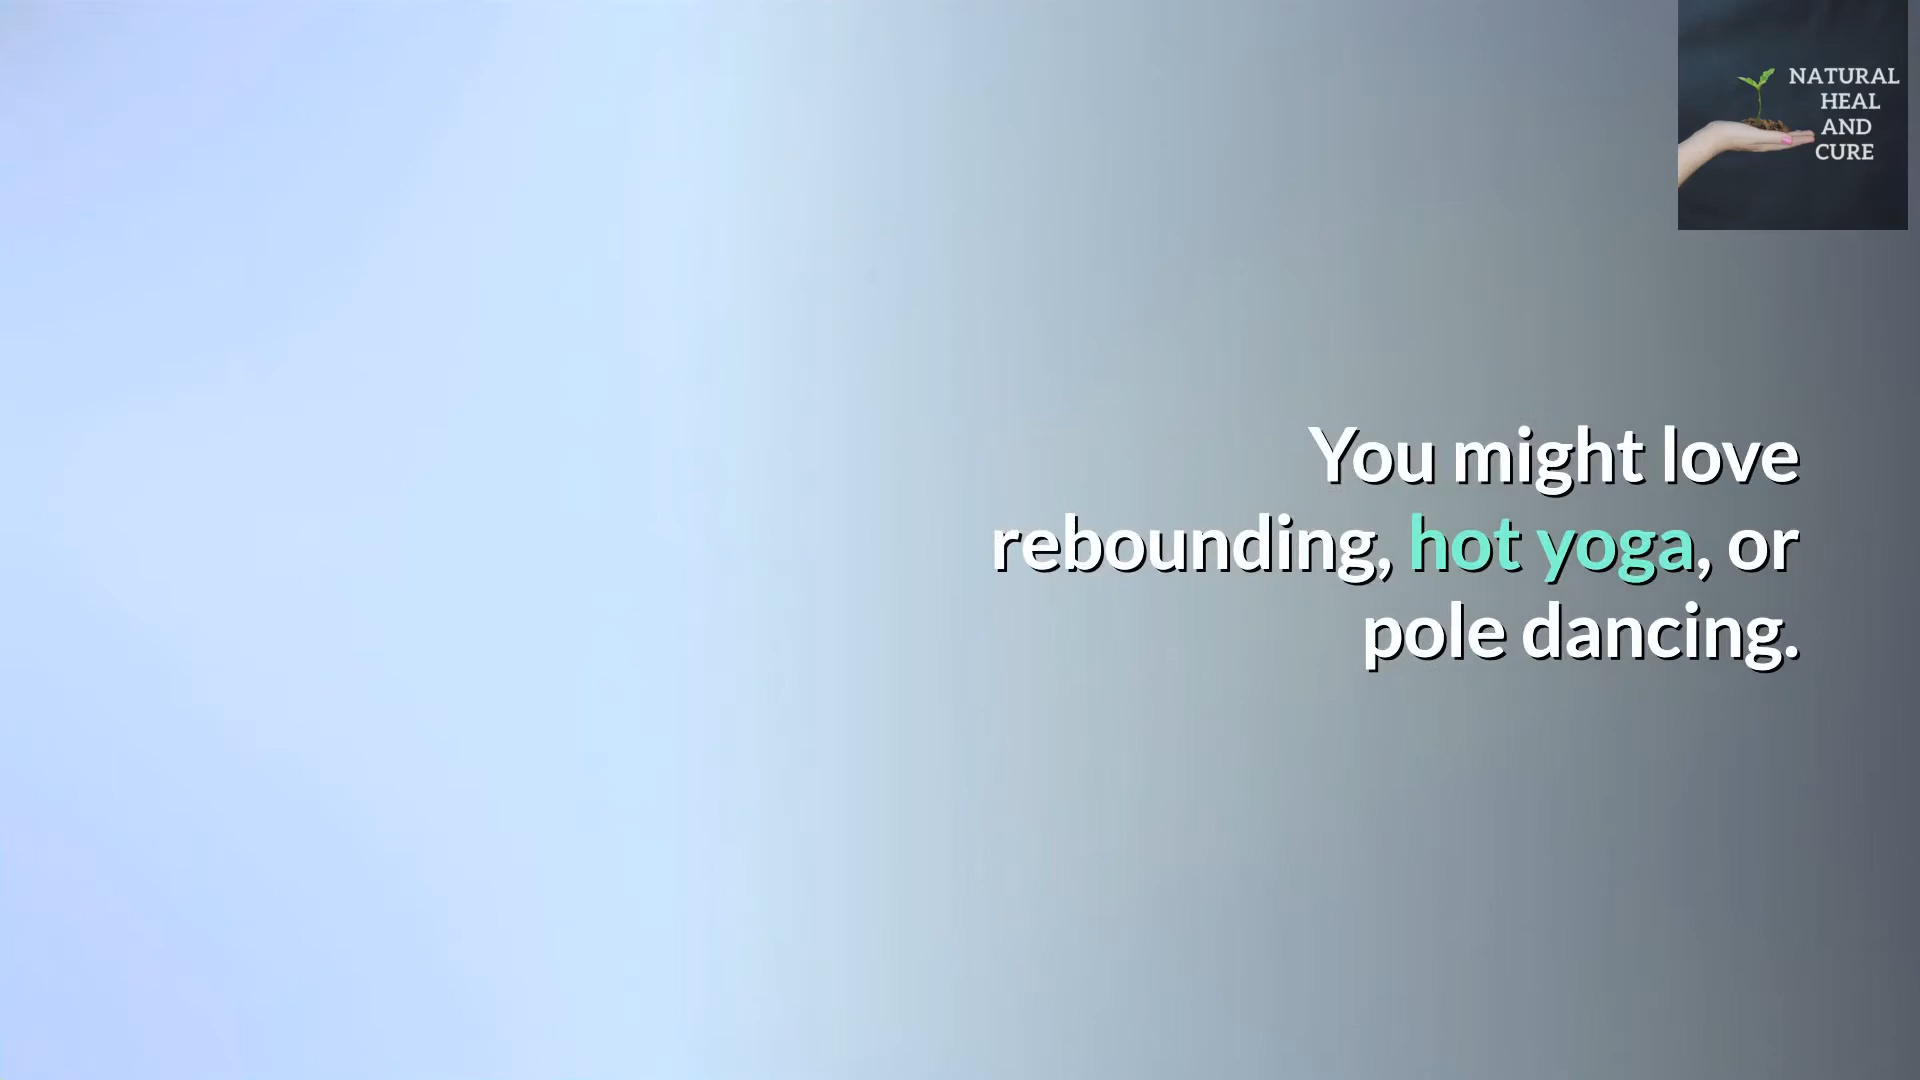 NATURAL
HEAL
AND
CURE
You might love
rebounding, hot yoga, or
pole dancing.